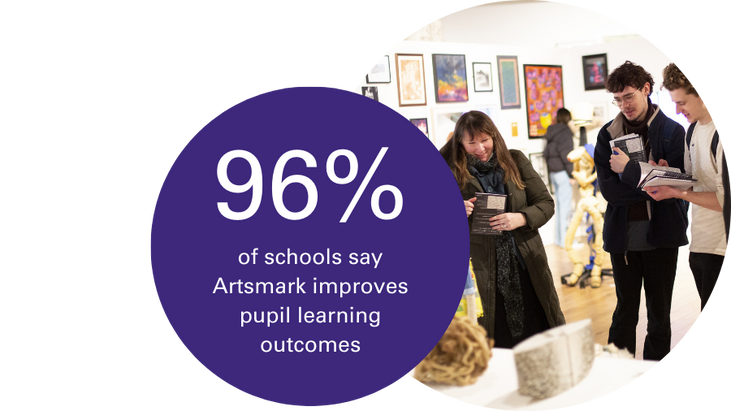 96%
of schools say
Artsmark improves
pupil learning
outcomes